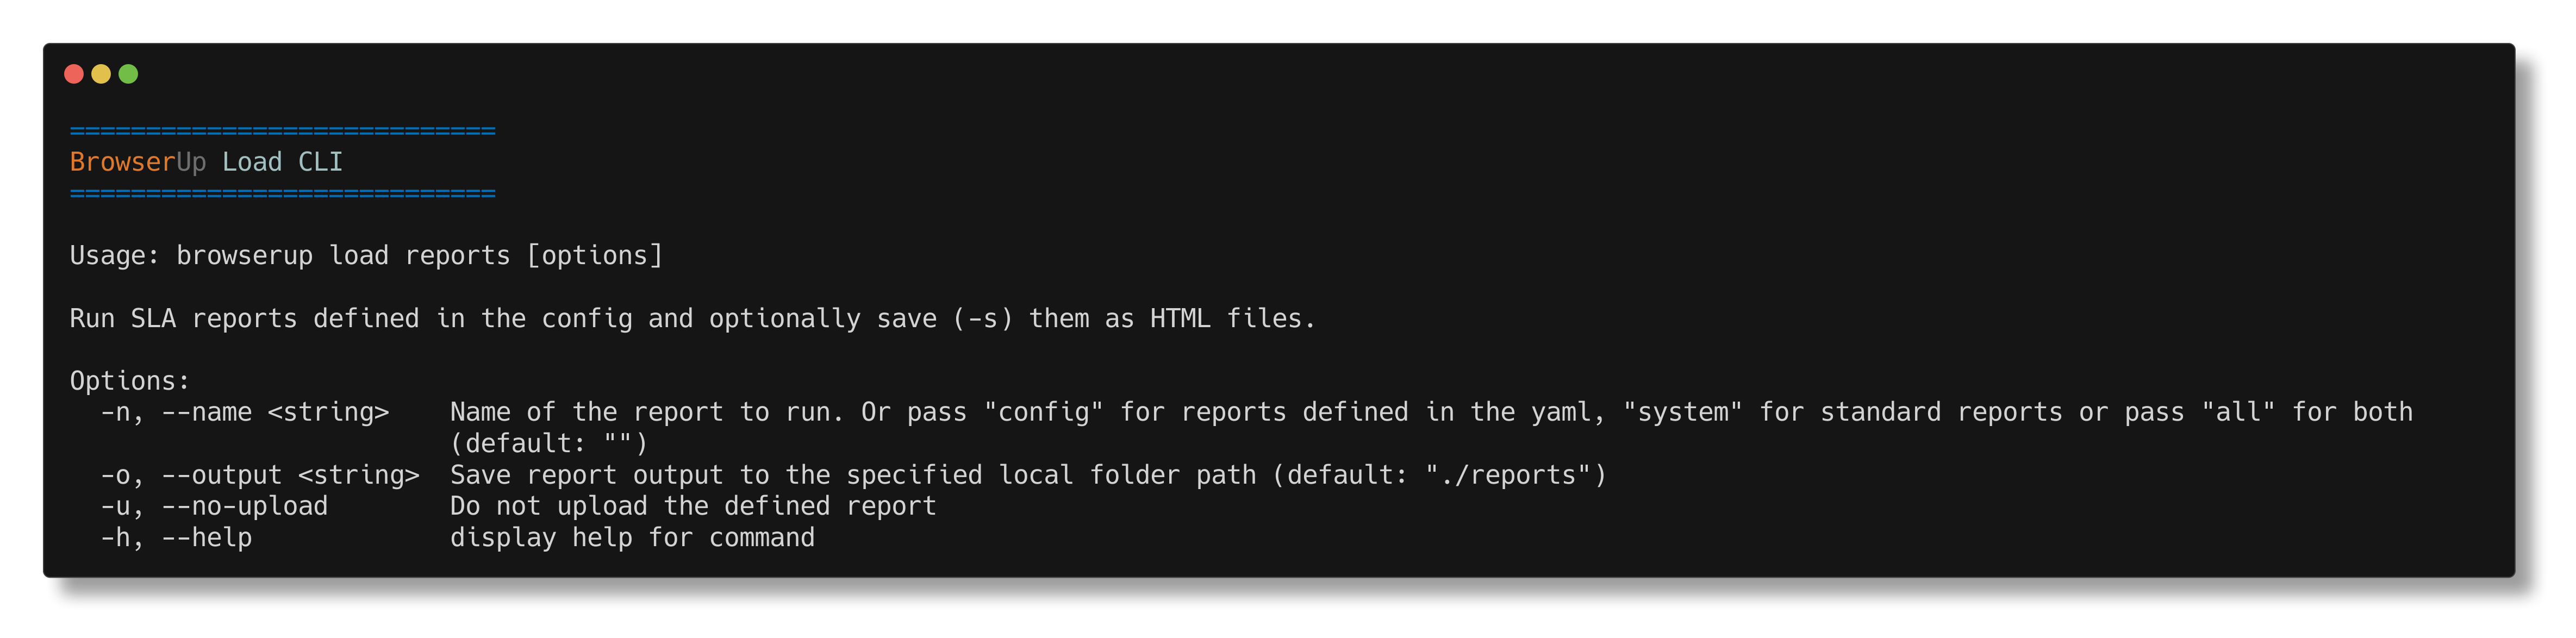 ============================
BrowserUp Load CLI
============================
Usage: browserup load reports [options]
Run SLA reports defined in the config and optionally save (-s) them as HTML files.
Options:
  -n, --name <string>    Name of the report to run. Or pass "config" for reports defined in the yaml, "system" for standard reports or pass "all" for both
                         (default: "")
  -o, --output <string>  Save report output to the specified local folder path (default: "./reports")
  -u, --no-upload        Do not upload the defined report
  -h, --help             display help for command